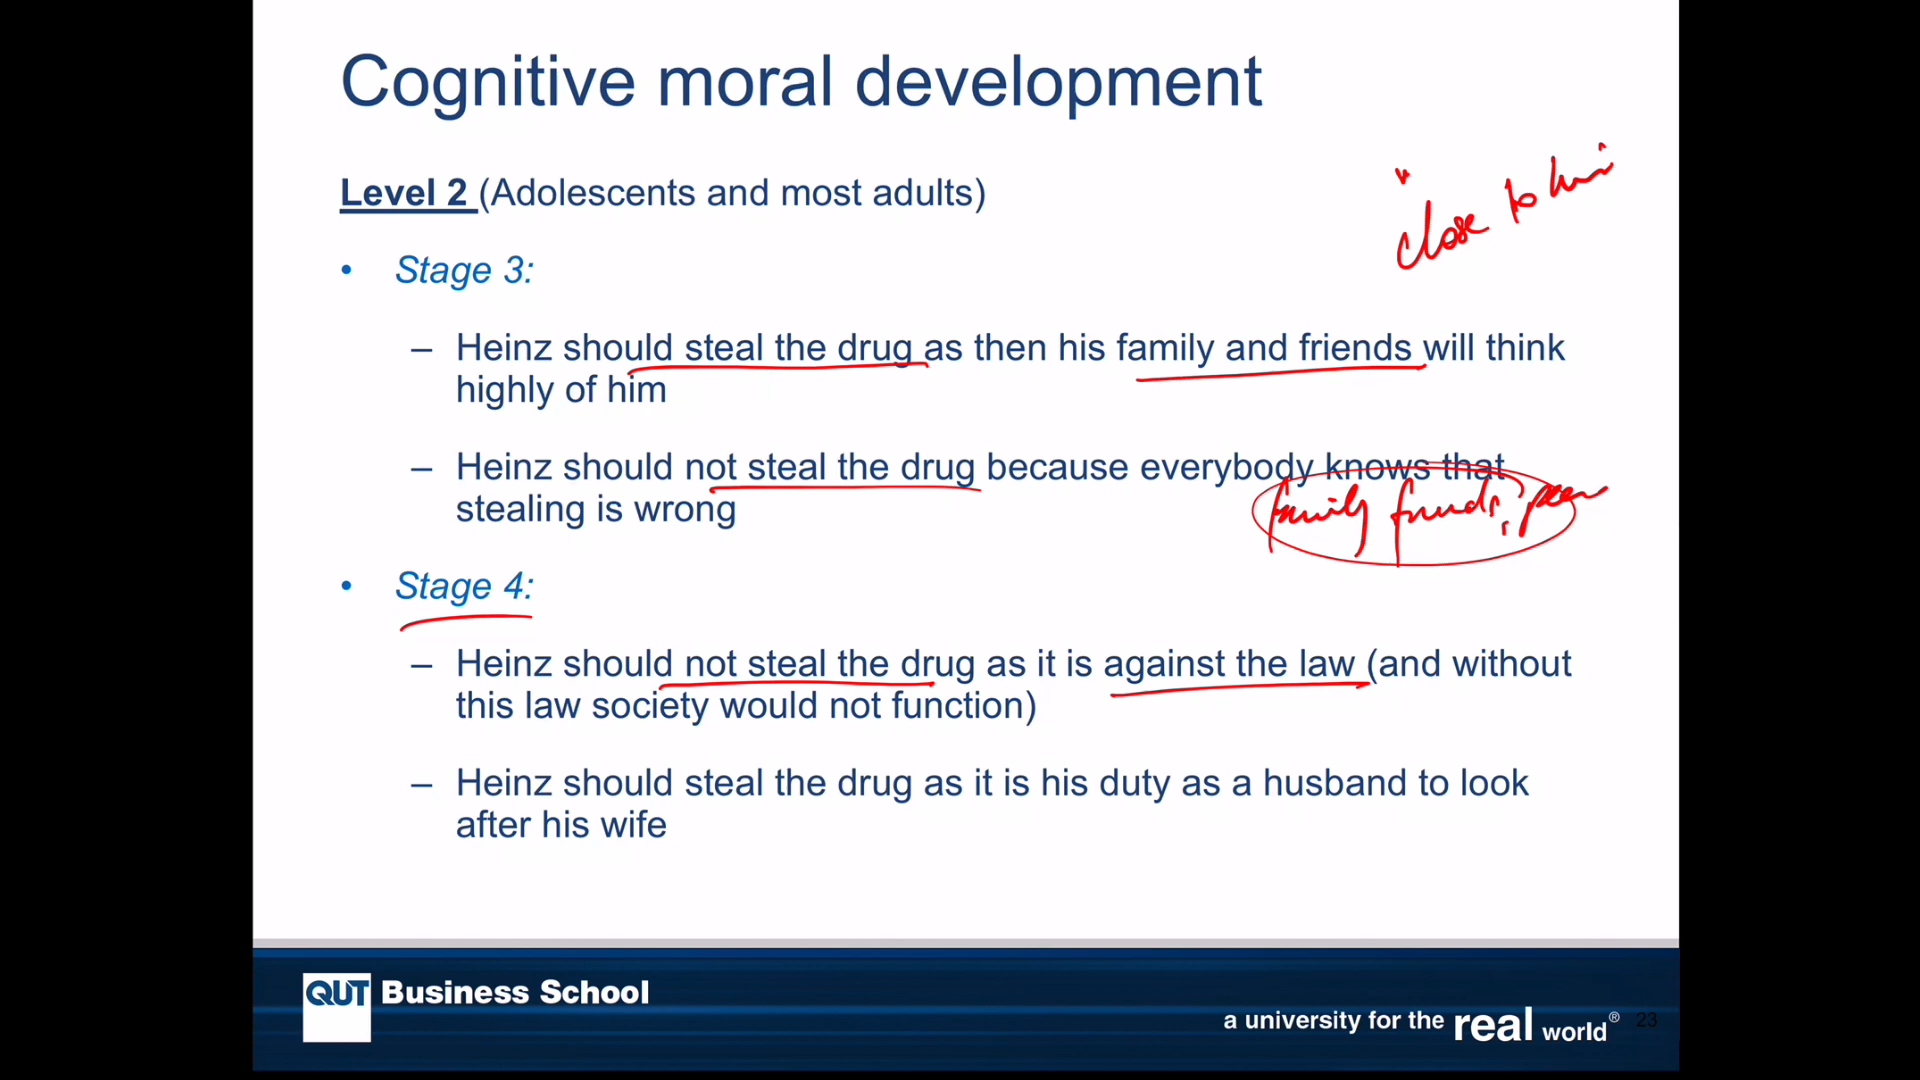 Cognitive moral development
close to him
Level 2 (Adolescents and most adults)
• Stage 3:
– Heinz should steal the drug as then his family and friends will think
highly of him
– Heinz should not steal the drug because everybody knows that
stealing is wrong
family friends,
• Stage 4:
– Heinz should not steal the drug as it is against the law (and without
this law society would not function)
– Heinz should steal the drug as it is his duty as a husband to look
after his wife
QUT Business School
a university for the real world® 23